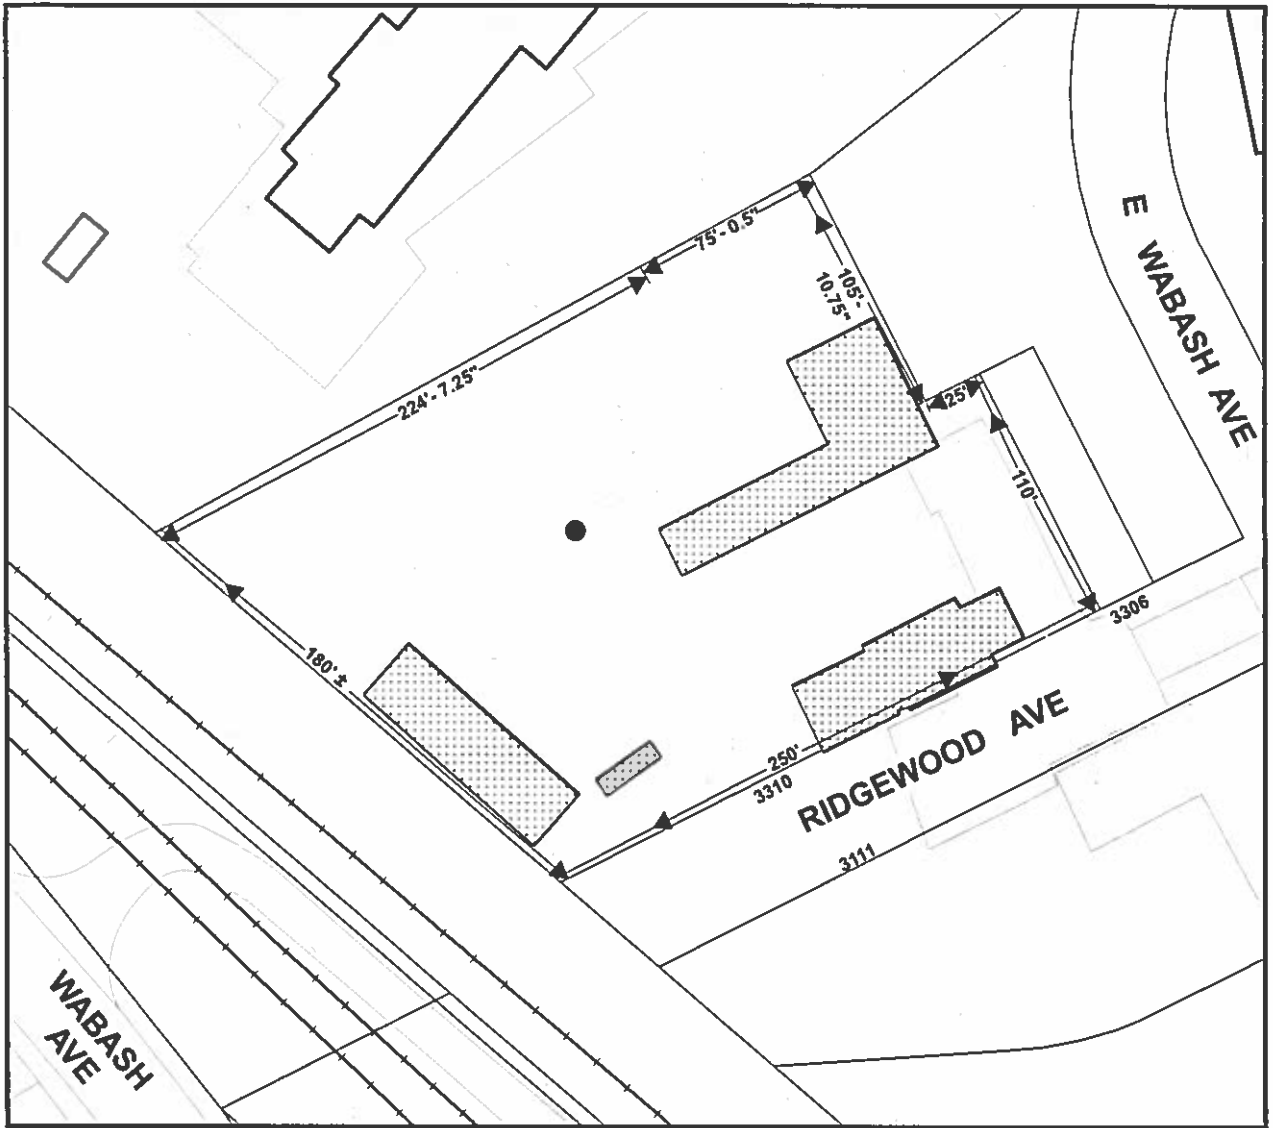 75'- 0.5"
E WABASH AVE
105'-
10.75"
224'- 7.25"
25'
110'
3306
180' ±
250'
3310
RIDGEWOOD AVE
3111
WABASH
AVE